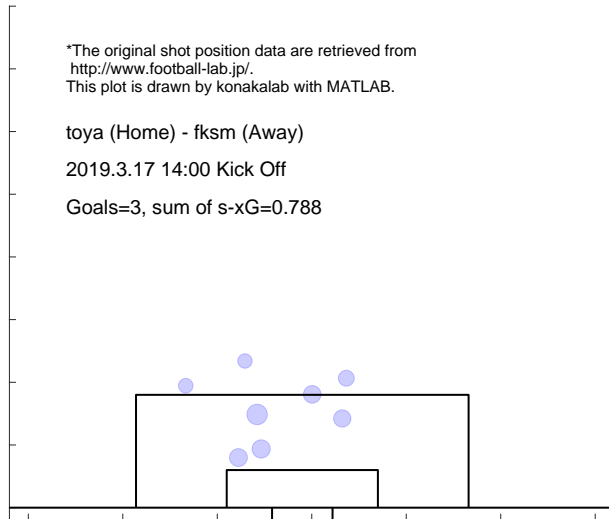 *The original shot position data are retrieved from
http://www.football-lab.jp/.
This plot is drawn by konakalab with MATLAB.
toya (Home) - fksm (Away)
2019.3.17 14:00 Kick Off
Goals=3, sum of s-xG=0.788